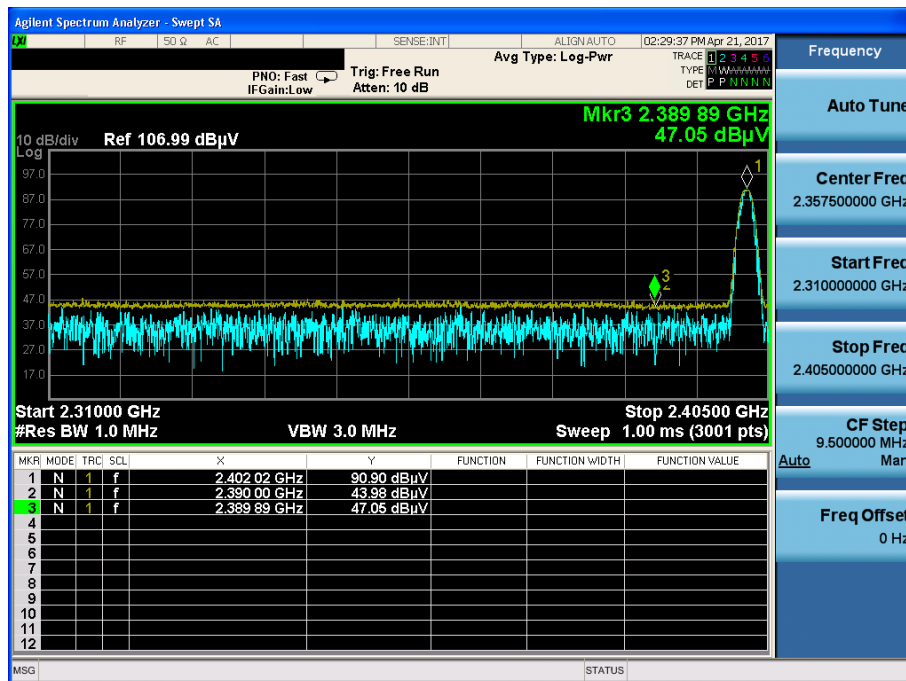 Agilent Spectrum Analyzer - Swept SA
LXI RF 50 Ω AC SENSE:INT ALIGN AUTO 02:29:37 PM Apr 21, 2017
Frequency
Avg Type: Log-Pwr
TRACE 1 2 3 4 5 6
PNO: Fast Trig: Free Run
TYPE M W W W W W
IFGain:Low Atten: 10 dB
DET P P N N N N
Auto Tune
Mkr3 2.389 89 GHz
10 dB/div Ref 106.99 dBµV 47.05 dBµV
Log
97.0
87.0
77.0
67.0
57.0
47.0
37.0
27.0
17.0
1
3
2
Center Freq
2.357500000 GHz
Start Freq
2.310000000 GHz
Stop Freq
2.405000000 GHz
Start 2.31000 GHz Stop 2.40500 GHz
#Res BW 1.0 MHz VBW 3.0 MHz Sweep 1.00 ms (3001 pts)
CF Step
9.500000 MHz
Auto Man
MKR MODE TRC SCL X Y FUNCTION FUNCTION WIDTH FUNCTION VALUE
1 N 1 f 2.402 02 GHz 90.90 dBµV
2 N 1 f 2.390 00 GHz 43.98 dBµV
3 N 1 f 2.389 89 GHz 47.05 dBµV
4
5
6
7
8
9
10
11
12
Freq Offset
0 Hz
MSG STATUS